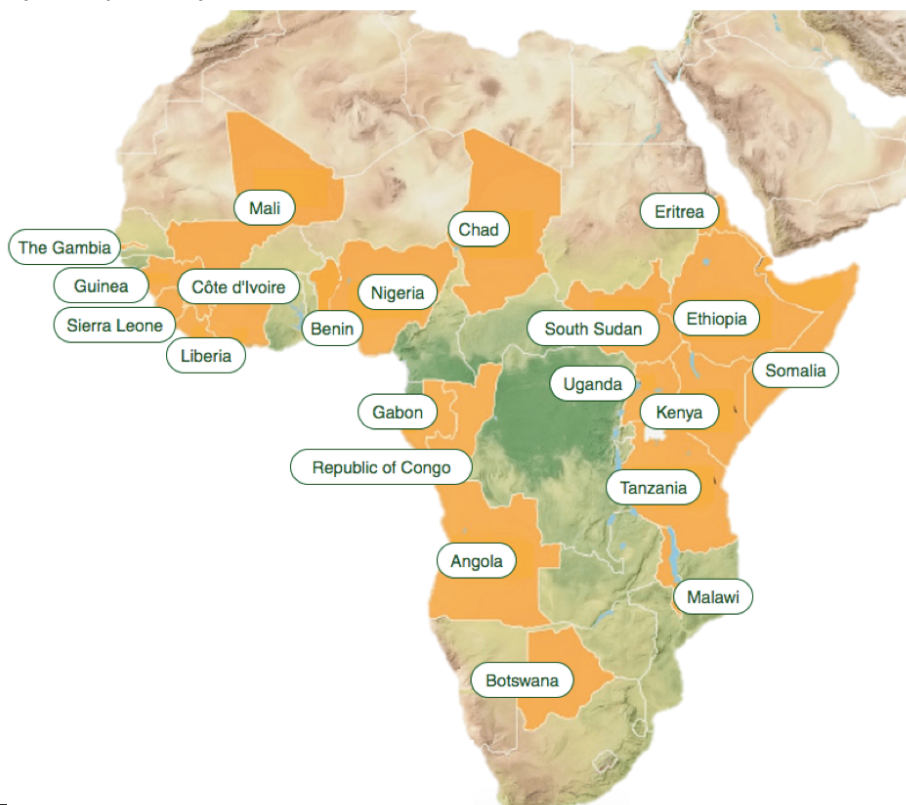 Mali
Eritrea
Chad
The Gambia
Guinea
Côte d'Ivoire
Nigeria
Ethiopia
Sierra Leone
Benin
South Sudan
Liberia
Somalia
Uganda
Gabon
Kenya
Republic of Congo
Tanzania
Angola
Malawi
Botswana